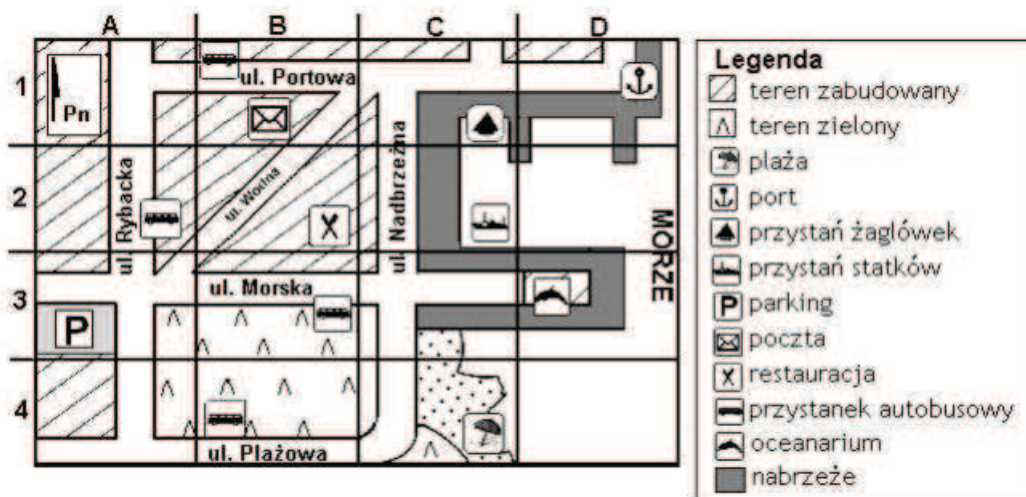 A B C D
1
2
3
4
Pn
ul. Portowa
ul. Rybacka
ul. Wodna
ul. Nadbrzeżna
MORZE
ul. Morska
P
ul. Plażowa
Legenda
teren zabudowany
teren zielony
plaża
port
przystań żaglówek
przystań statków
P parking
poczta
restauracja
przystanek autobusowy
oceanarium
nabrzeże